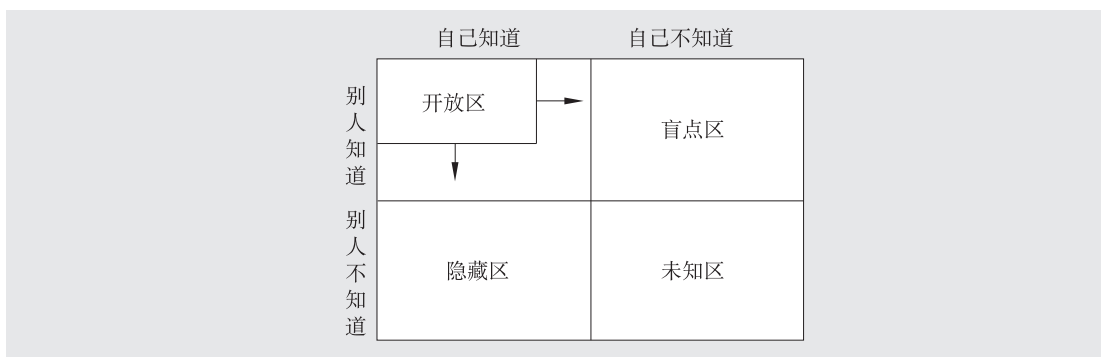 自己知道 自己不知道
别人知道
开放区
盲点区
别人不知道
隐藏区
未知区